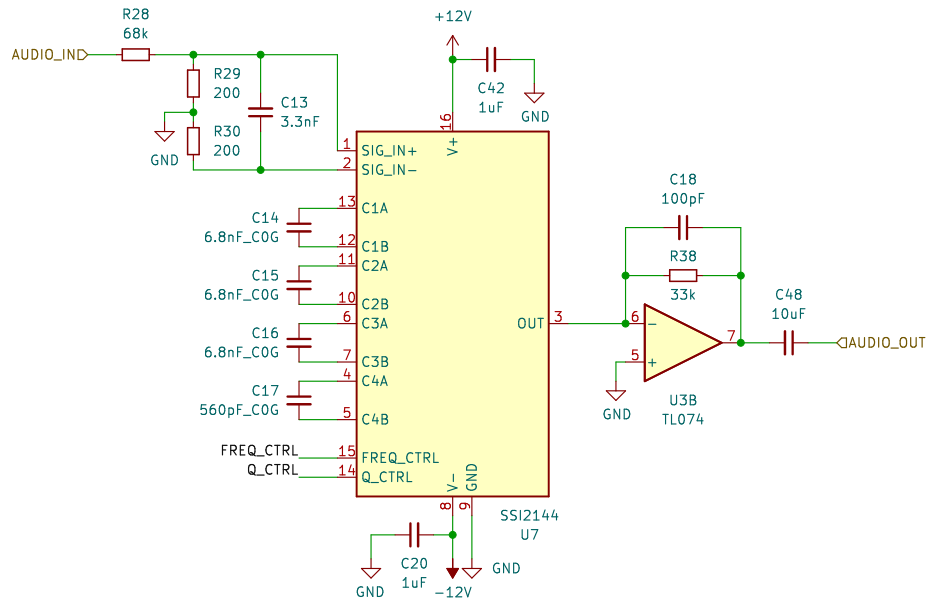 R28
68k
AUDIO_IN
R29
200
C13
3.3nF
GND
R30
200
+12V
C42
1uF
GND
16
V+
1
SIG_IN+
2
SIG_IN-
13
C1A
C14
6.8nF_C0G
12
C1B
11
C2A
C15
6.8nF_C0G
10
C2B
6
C3A
C16
6.8nF_C0G
7
C3B
4
C4A
C17
560pF_C0G
5
C4B
FREQ_CTRL
15
FREQ_CTRL
Q_CTRL
14
Q_CTRL
V-
GND
8
9
SSI2144
U7
C20
1uF
GND
-12V
GND
OUT
3
C18
100pF
R38
33k
6
-
7
5
+
GND
U3B
TL074
C48
10uF
AUDIO_OUT